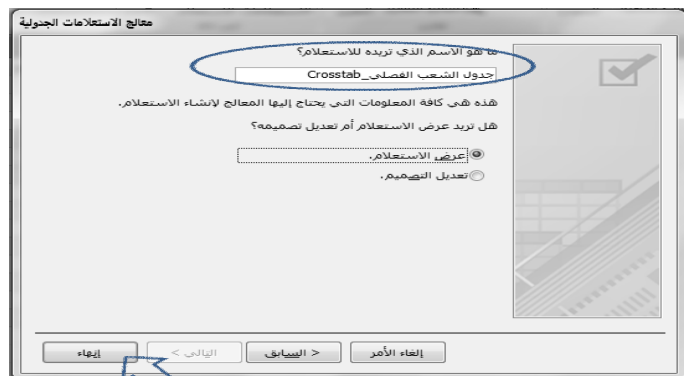 معالج الاستعلامات الجدولية
ما هو الاسم الذي تريده للاستعلام؟
جدول الشعب الفصلي_Crosstab
هذه هي كافة المعلومات التي يحتاج إليها المعالج لإنشاء الاستعلام.
هل تريد عرض الاستعلام أم تعديل تصميمه؟
عرض الاستعلام.
تعديل التصميم.
إلغاء الأمر
< السابق
التالي >
إنهاء